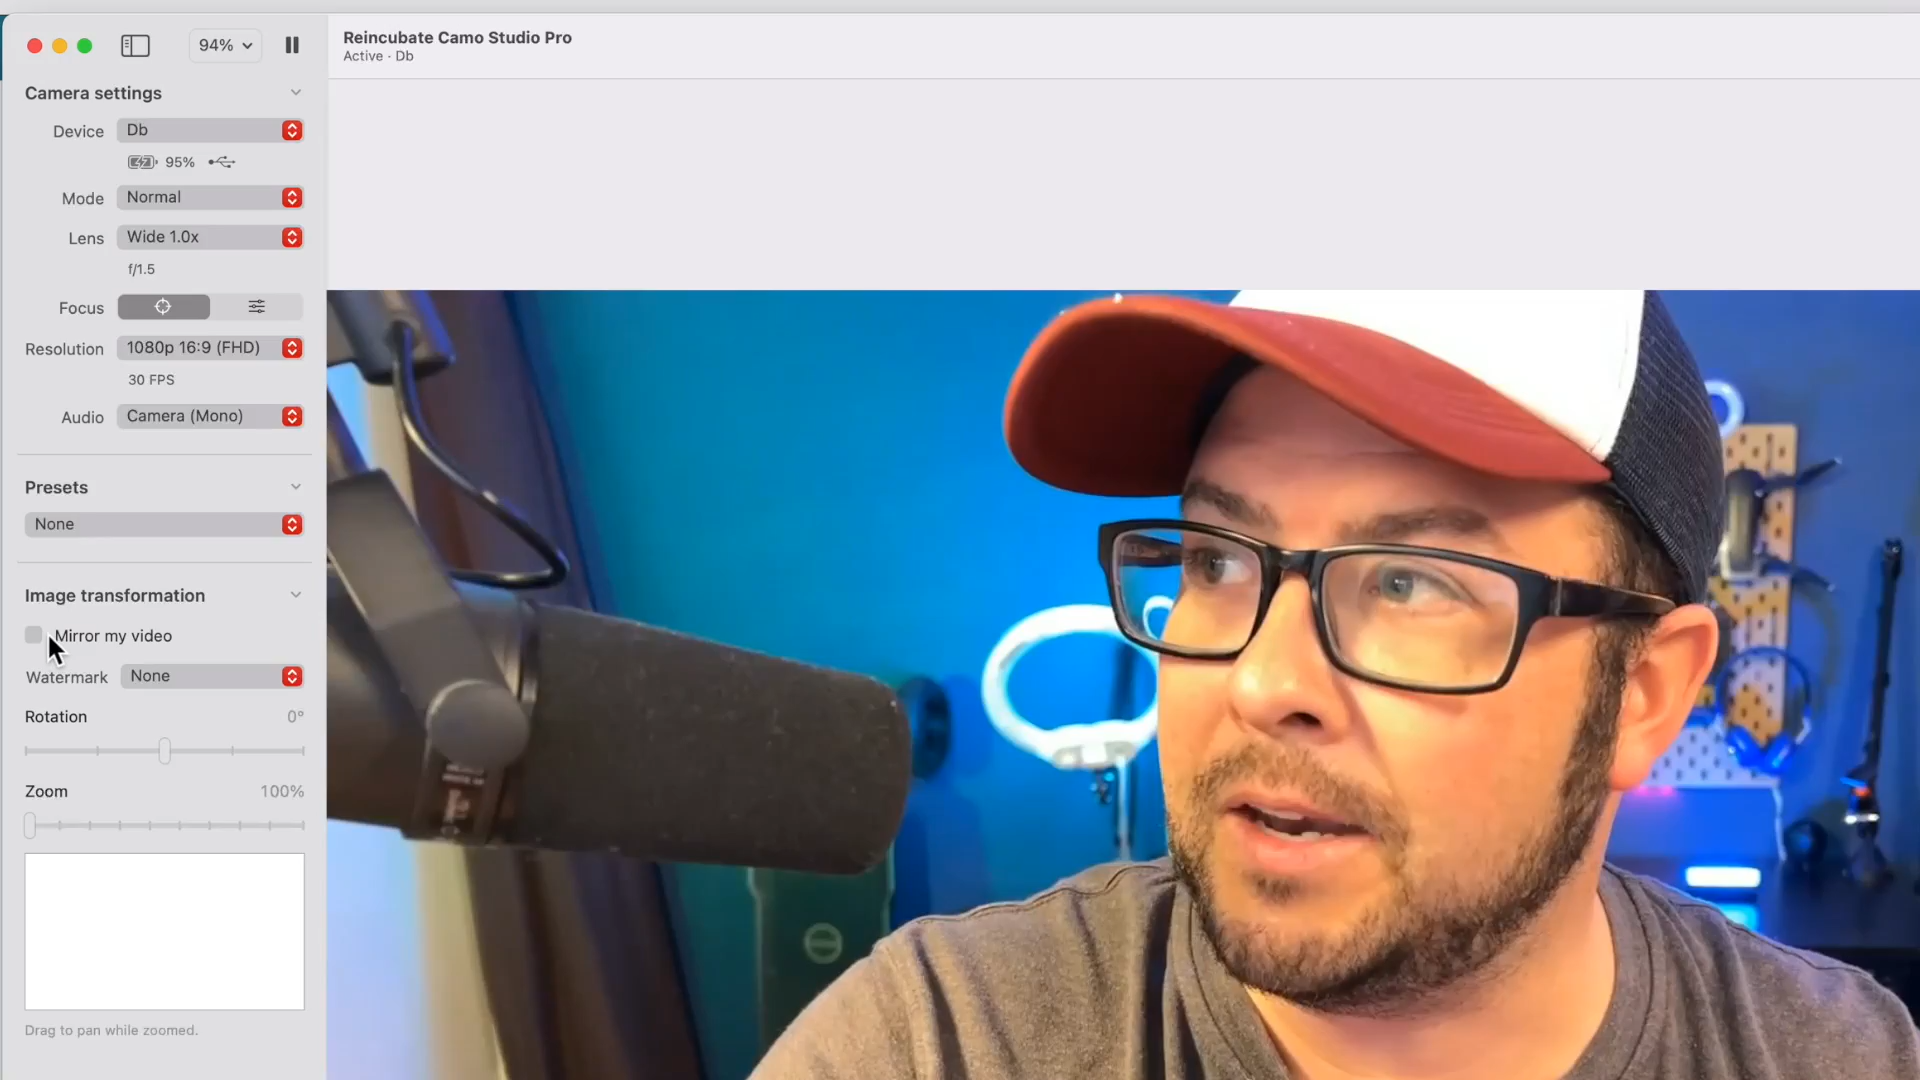 94%
Reincubate Camo Studio Pro
Active · Db
Camera settings
Device Db
95%
Mode Normal
Lens Wide 1.0x
f/1.5
Focus
Resolution 1080p 16:9 (FHD)
30 FPS
Audio Camera (Mono)
Presets
None
Image transformation
Mirror my video
Watermark None
Rotation 0°
Zoom 100%
Drag to pan while zoomed.